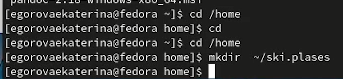 pandoc-2.18-windows-x86_64.msi
[egorovaekaterina@fedora ~]$ cd /home
[egorovaekaterina@fedora home]$ cd
[egorovaekaterina@fedora ~]$ cd /home
[egorovaekaterina@fedora home]$ mkdir ~/ski.plases
[egorovaekaterina@fedora home]$